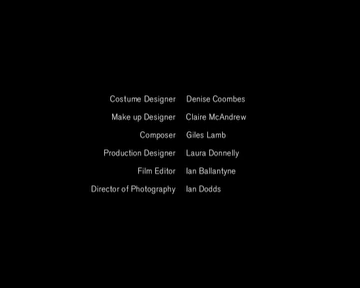 Costume Designer Denise Coombes
Make up Designer Claire McAndrew
Composer Giles Lamb
Production Designer Laura Donnelly
Film Editor Ian Ballantyne
Director of Photography Ian Dodds